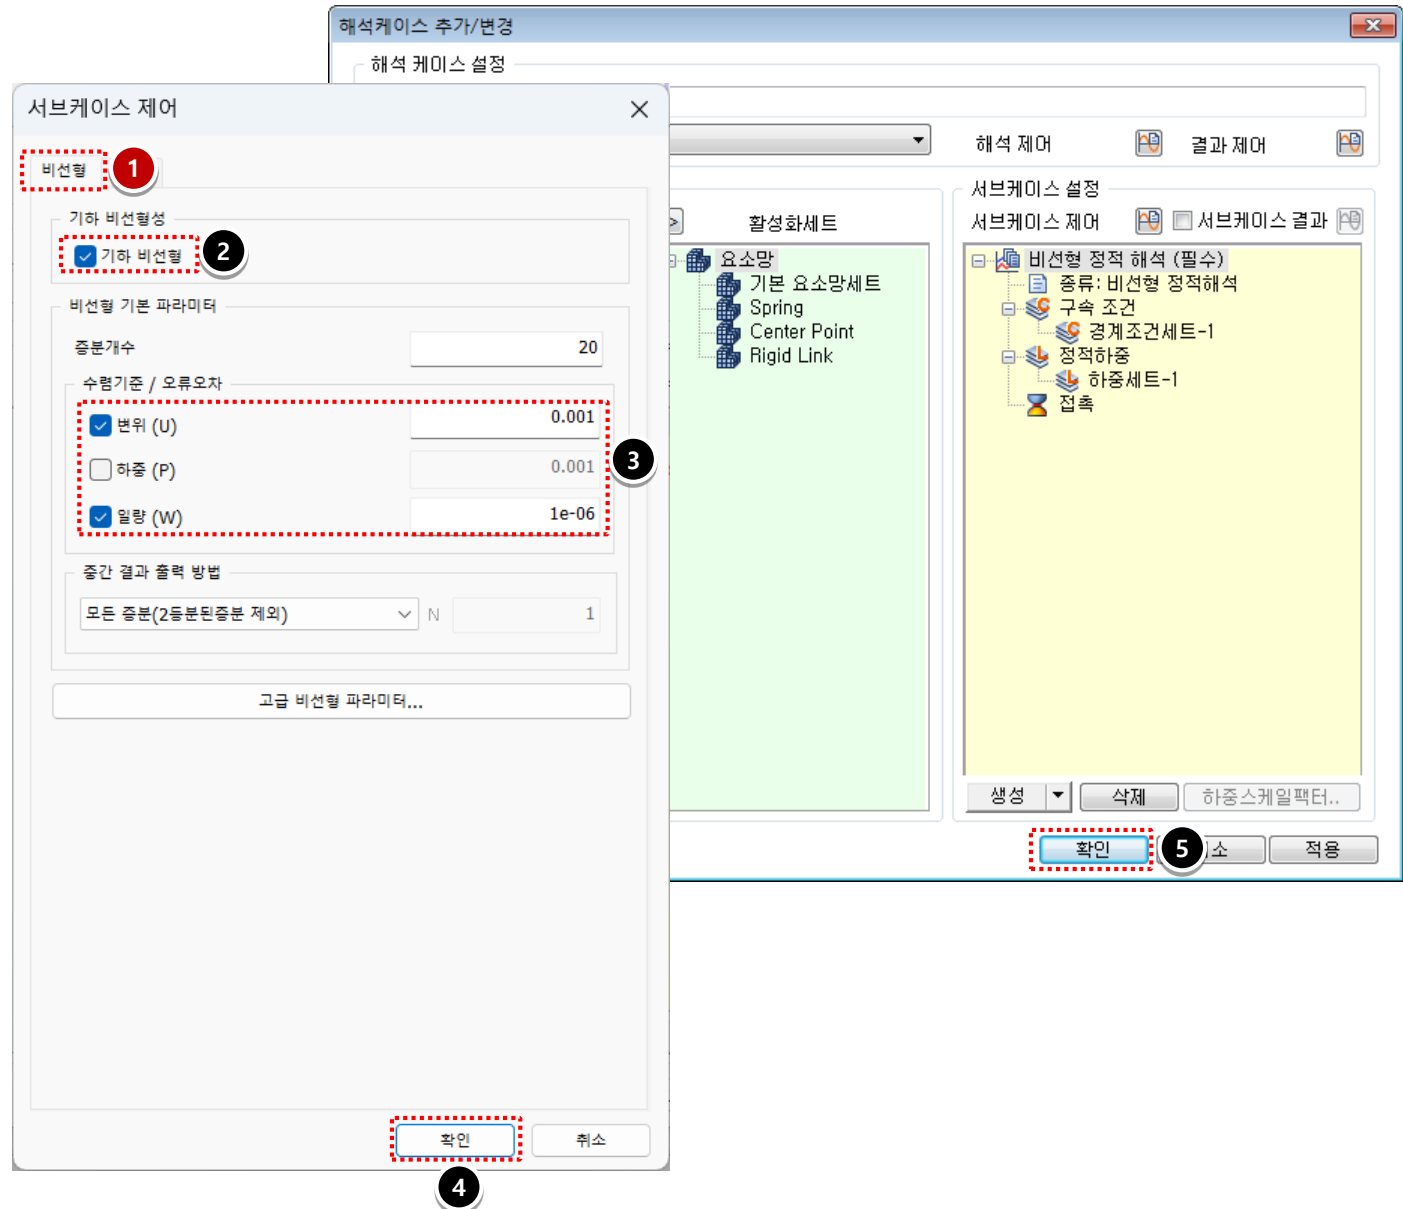 해석케이스 추가/변경
해석 케이스 설정
해석 제어
결과 제어
서브케이스 제어
비선형
1
기하 비선형성
기하 비선형
2
비선형 기본 파라미터
증분개수
20
수렴기준 / 오류오차
변위 (U)
0.001
하중 (P)
0.001
일량 (W)
1e-06
3
중간 결과 출력 방법
모든 증분(2등분된증분 제외)
N
1
고급 비선형 파라미터...
확인
취소
4
>
활성화세트
요소망
기본 요소망세트
Spring
Center Point
Rigid Link
서브케이스 설정
서브케이스 제어
서브케이스 결과
비선형 정적 해석 (필수)
종류: 비선형 정적해석
구속 조건
경계조건세트-1
정적하중
하중세트-1
접촉
생성
삭제
하중스케일팩터..
확인
5
소
적용